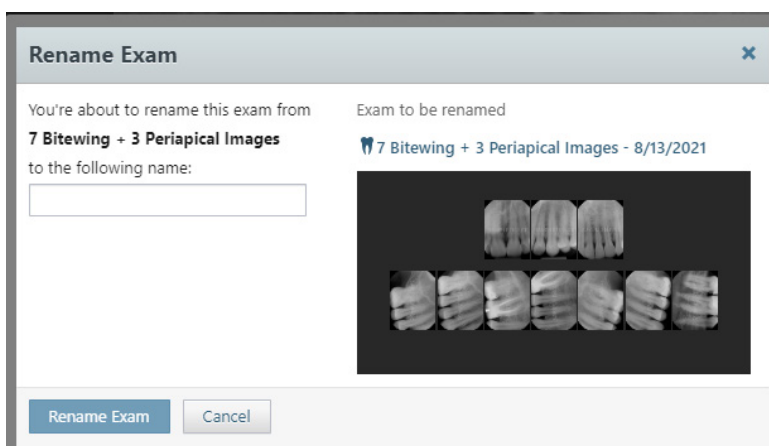 Rename Exam
You're about to rename this exam from
7 Bitewing + 3 Periapical Images
to the following name:
Exam to be renamed
7 Bitewing + 3 Periapical Images - 8/13/2021
Rename Exam
Cancel